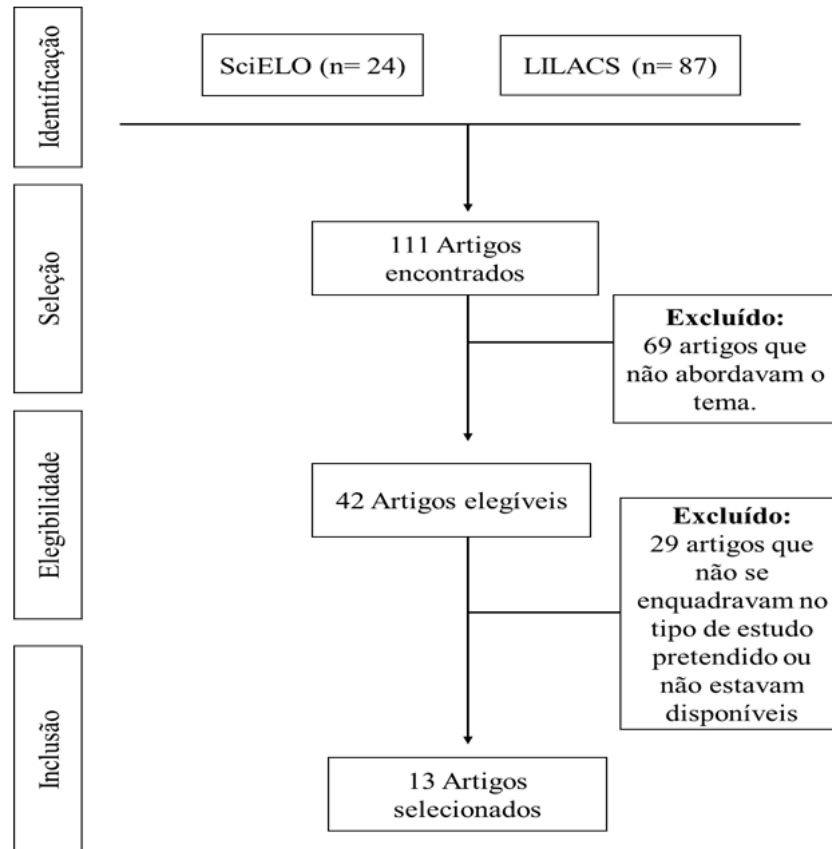 Identificação
SciELO (n= 24)
LILACS (n= 87)
Seleção
111 Artigos
encontrados
Excluído:
69 artigos que
não abordavam o
tema.
Elegibilidade
42 Artigos elegíveis
Excluído:
29 artigos que
não se
enquadravam no
tipo de estudo
pretendido ou
não estavam
disponíveis
Inclusão
13 Artigos
selecionados